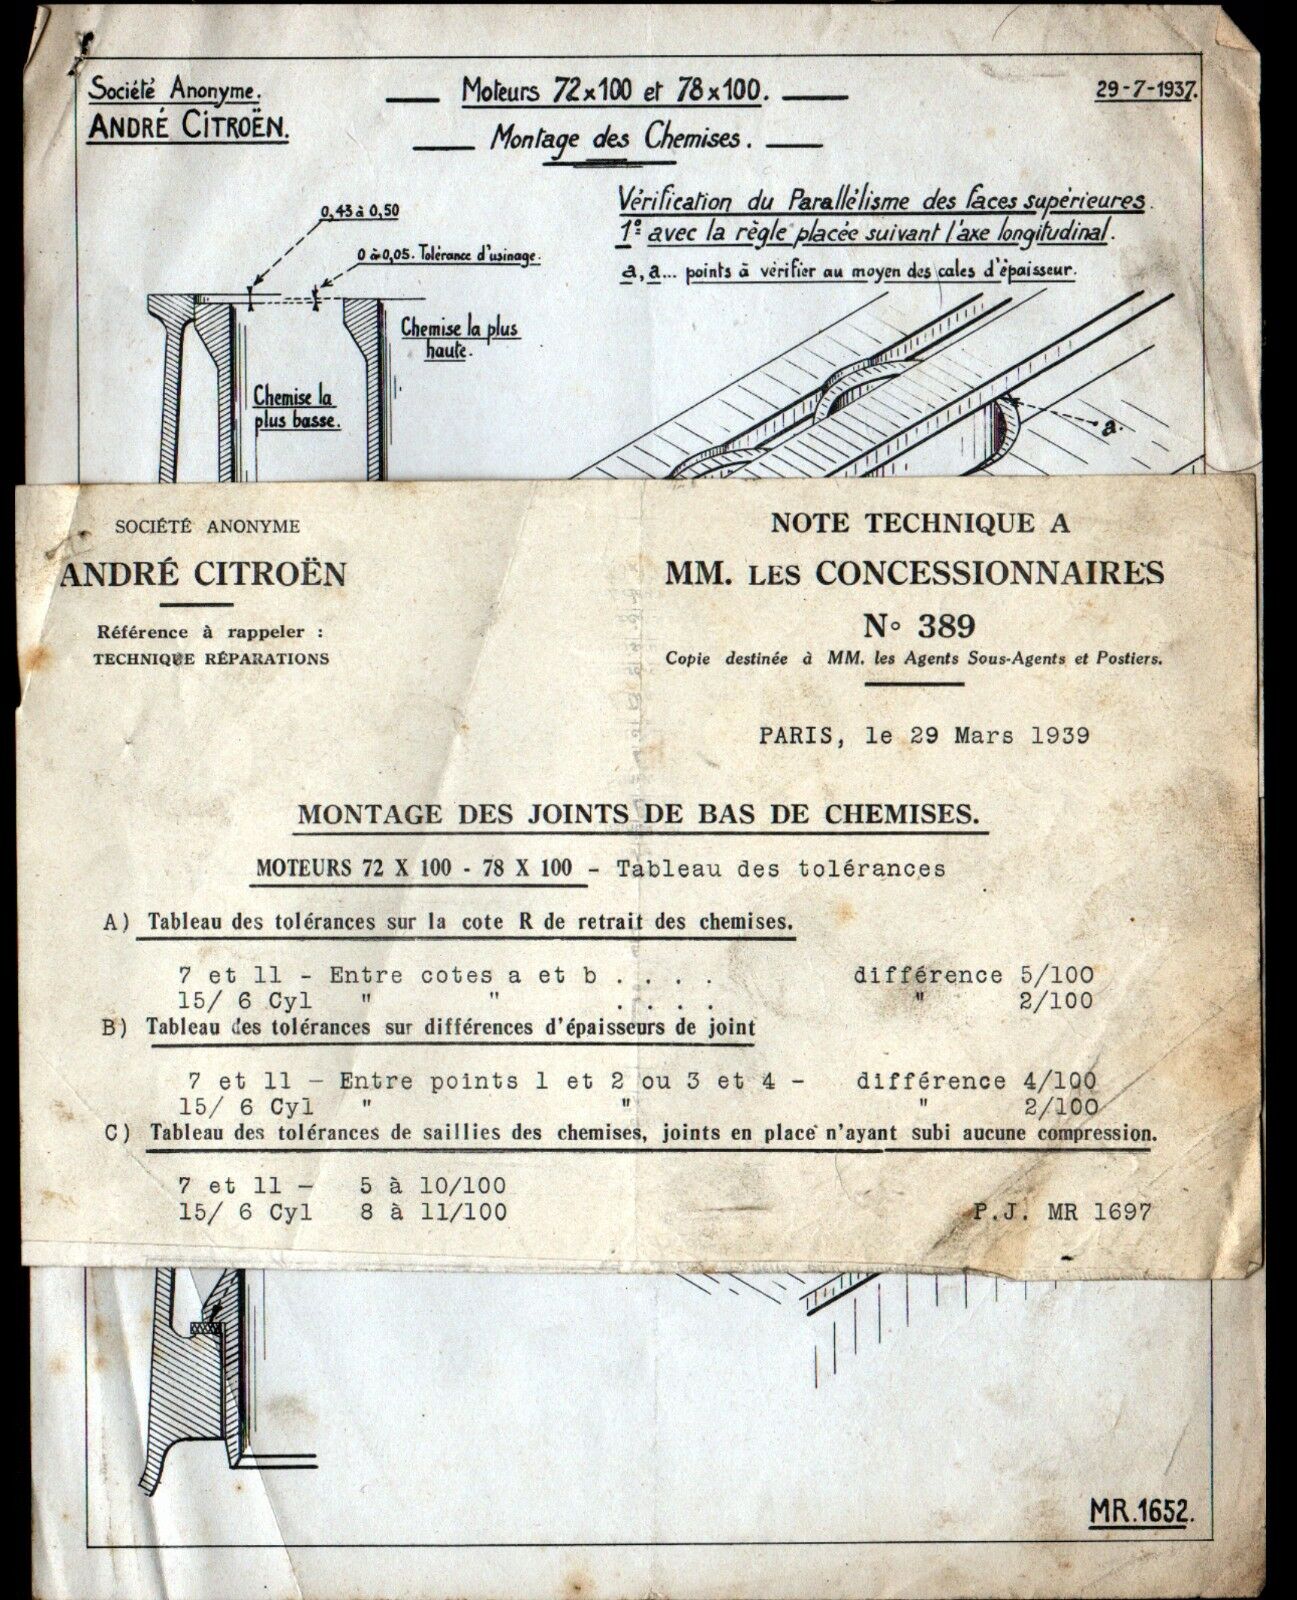 Société Anonyme.
ANDRÉ CITROËN.
Moteurs 72x100 et 78x100.
Montage des Chemises.
29-7-1937.
0,43 à 0,50
0 à 0,05. Tolérance d'usinage.
Chemise la plus
haute.
Chemise la
plus basse.
Vérification du Parallélisme des faces supérieures.
1º avec la règle placée suivant l'axe longitudinal.
a, a... points à vérifier au moyen des cales d'épaisseur.
a.
SOCIÉTÉ ANONYME
ANDRÉ CITROËN
Référence à rappeler :
TECHNIQUE RÉPARATIONS
NOTE TECHNIQUE A
MM. LES CONCESSIONNAIRES
N° 389
Copie destinée à MM. les Agents Sous-Agents et Postiers.
PARIS, le 29 Mars 1939
MONTAGE DES JOINTS DE BAS DE CHEMISES.
MOTEURS 72 X 100 - 78 X 100 - Tableau des tolérances
A) Tableau des tolérances sur la cote R de retrait des chemises.
7 et 11 - Entre cotes a et b . . . . différence 5/100
15/ 6 Cyl " " . . . . " 2/100
B) Tableau des tolérances sur différences d'épaisseurs de joint
7 et 11 - Entre points 1 et 2 ou 3 et 4 - différence 4/100
15/ 6 Cyl " " " 2/100
C) Tableau des tolérances de saillies des chemises, joints en place n'ayant subi aucune compression.
7 et 11 - 5 à 10/100
15/ 6 Cyl 8 à 11/100
P.J. MR 1697
MR.1652.